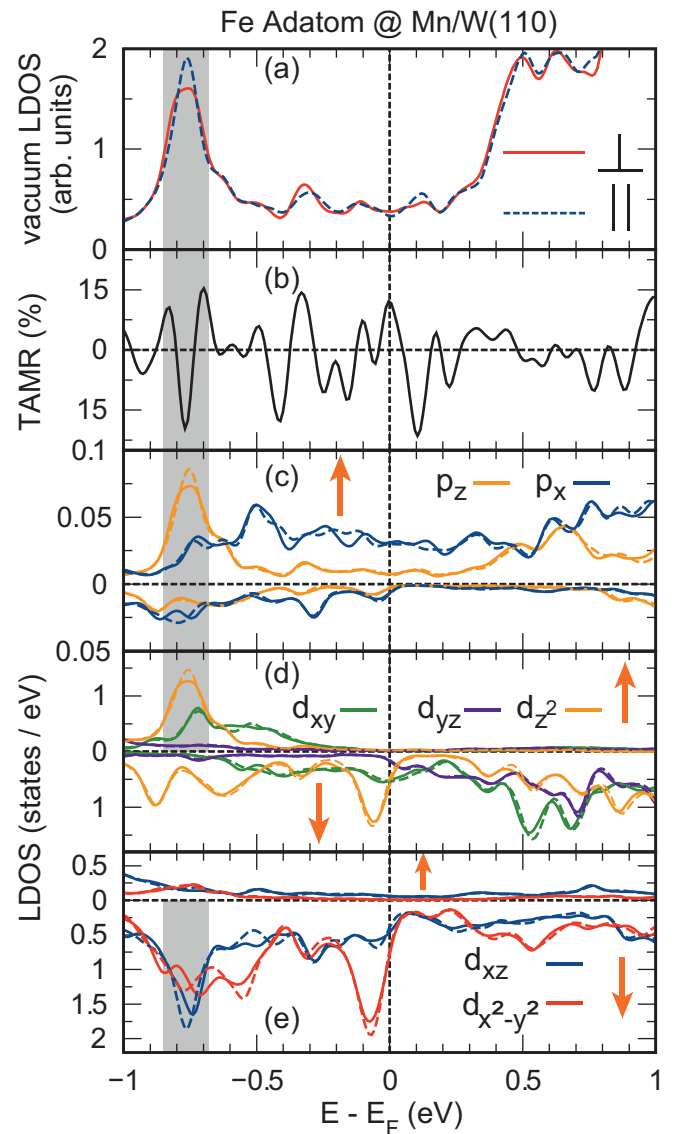 Fe Adatom @ Mn/W(110)
vacuum LDOS
(arb. units)
2
1
0
(a)
⊥
||
TAMR (%)
15
0
15
(b)
0.1
0.05
0
0.05
(c)
p_z
p_x
LDOS (states / eV)
1
0
1
(d)
d_xy
d_yz
d_z²
0.5
0
0.5
1
1.5
2
d_xz
d_x²-y²
(e)
−1
−0.5
0
0.5
1
E - E_F (eV)